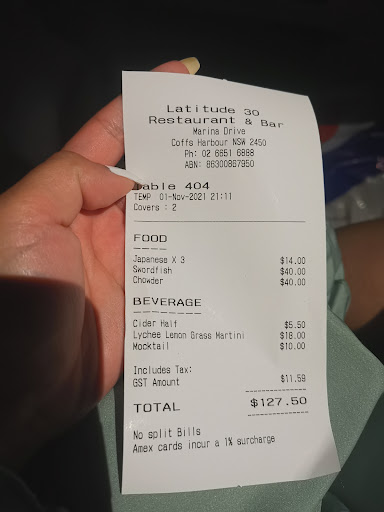 Latitude 30
Restaurant & Bar
Marina Drive
Coffs Harbour NSW 2450
Ph: 02 6651 6888
ABN: 86300867950
Table 404
TEMP 01-Nov-2021 21:11
Covers : 2
FOOD
Japanese X 3 $14.00
Swordfish $40.00
Chowder $40.00
BEVERAGE
Cider Half $5.50
Lychee Lemon Grass Martini $18.00
Mocktail $10.00
Includes Tax:
GST Amount $11.59
TOTAL $127.50
No split Bills
Amex cards incur a 1% surcharge